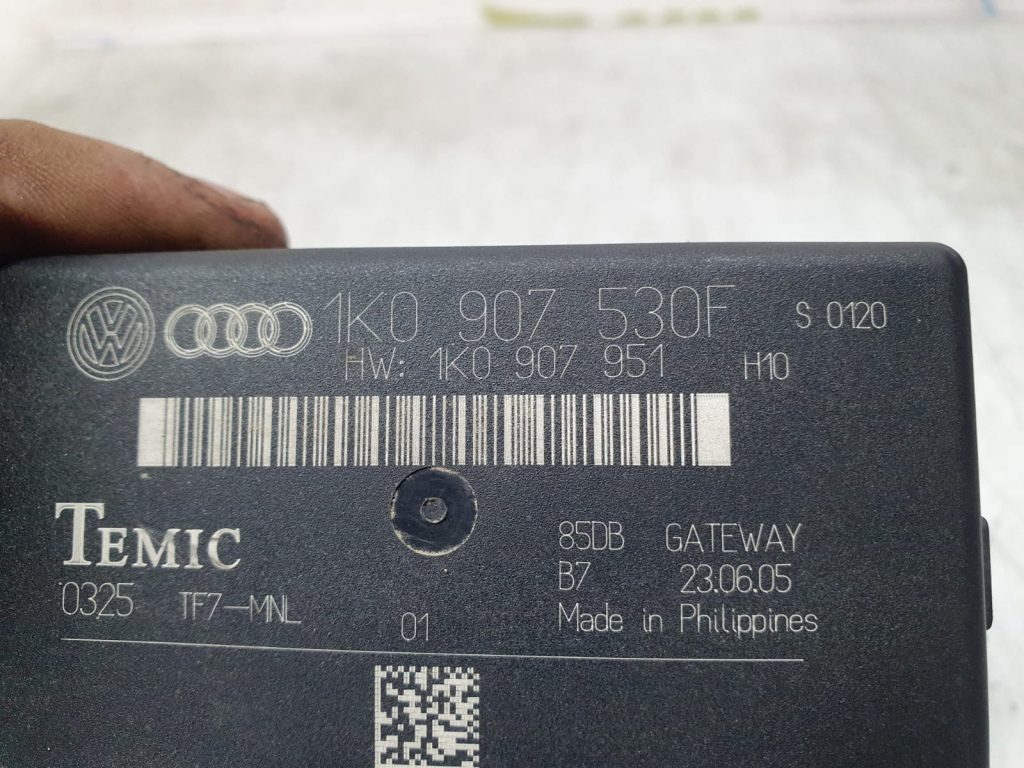 1K0 907 530F S 0120
HW: 1K0 907 951 H10
TEMIC
85DB GATEWAY
B7 23.06.05
0325 TF7-MNL 01 Made in Philippines